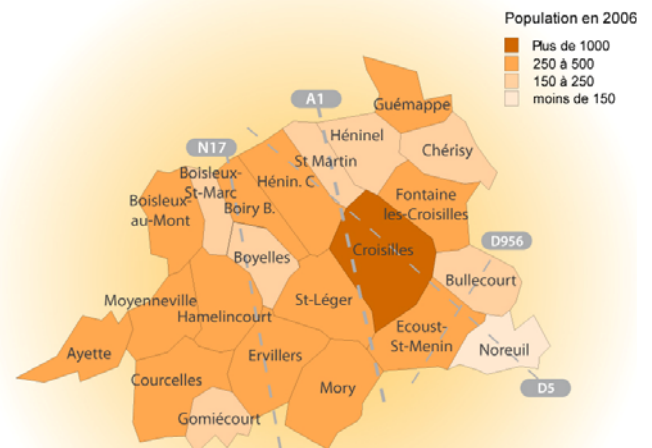 Population en 2006
Plus de 1000
250 à 500
150 à 250
moins de 150
A1
Guémappe
N17
Héninel
Chérisy
St Martin
Boisleux-
St-Marc
Hénin. C
Boisleux-
au-Mont
Boiry B.
Fontaine
les-Croisilles
Croisilles
D956
Boyelles
Bullecourt
Moyenneville
St-Léger
Hamelincourt
Ecoust-
St-Menin
Ayette
Ervillers
Noreuil
Courcelles
Mory
D5
Gomiécourt